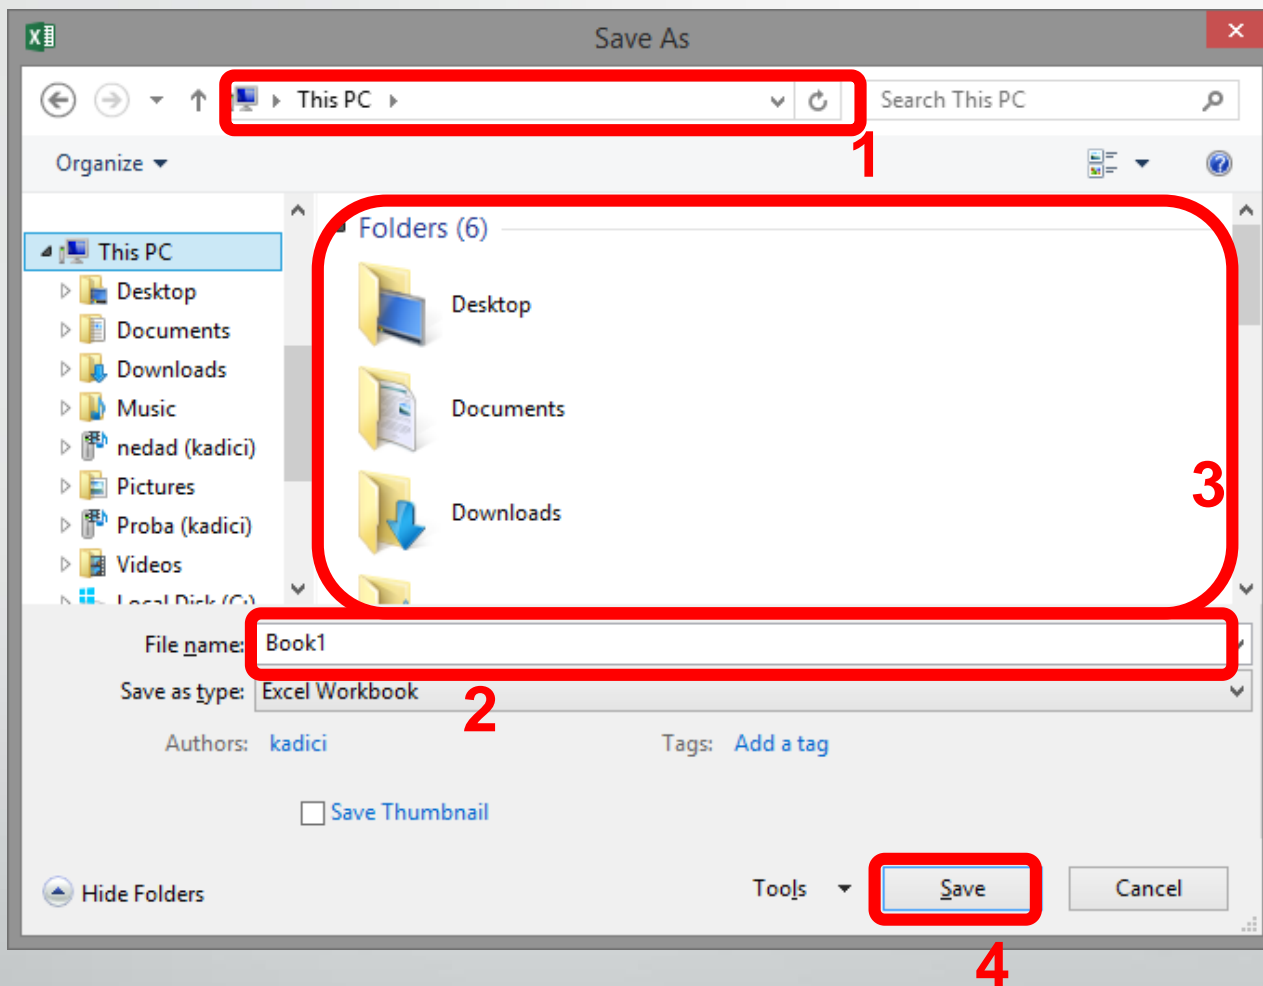 Save As
This PC
Search This PC
1
Organize
This PC
Desktop
Documents
Downloads
Music
nedad (kadici)
Pictures
Proba (kadici)
Videos
Local Disk (C:)
Folders (6)
Desktop
Documents
Downloads
3
File name: Book1
Save as type: Excel Workbook
2
Authors: kadici Tags: Add a tag
Save Thumbnail
Hide Folders Tools Save Cancel
4